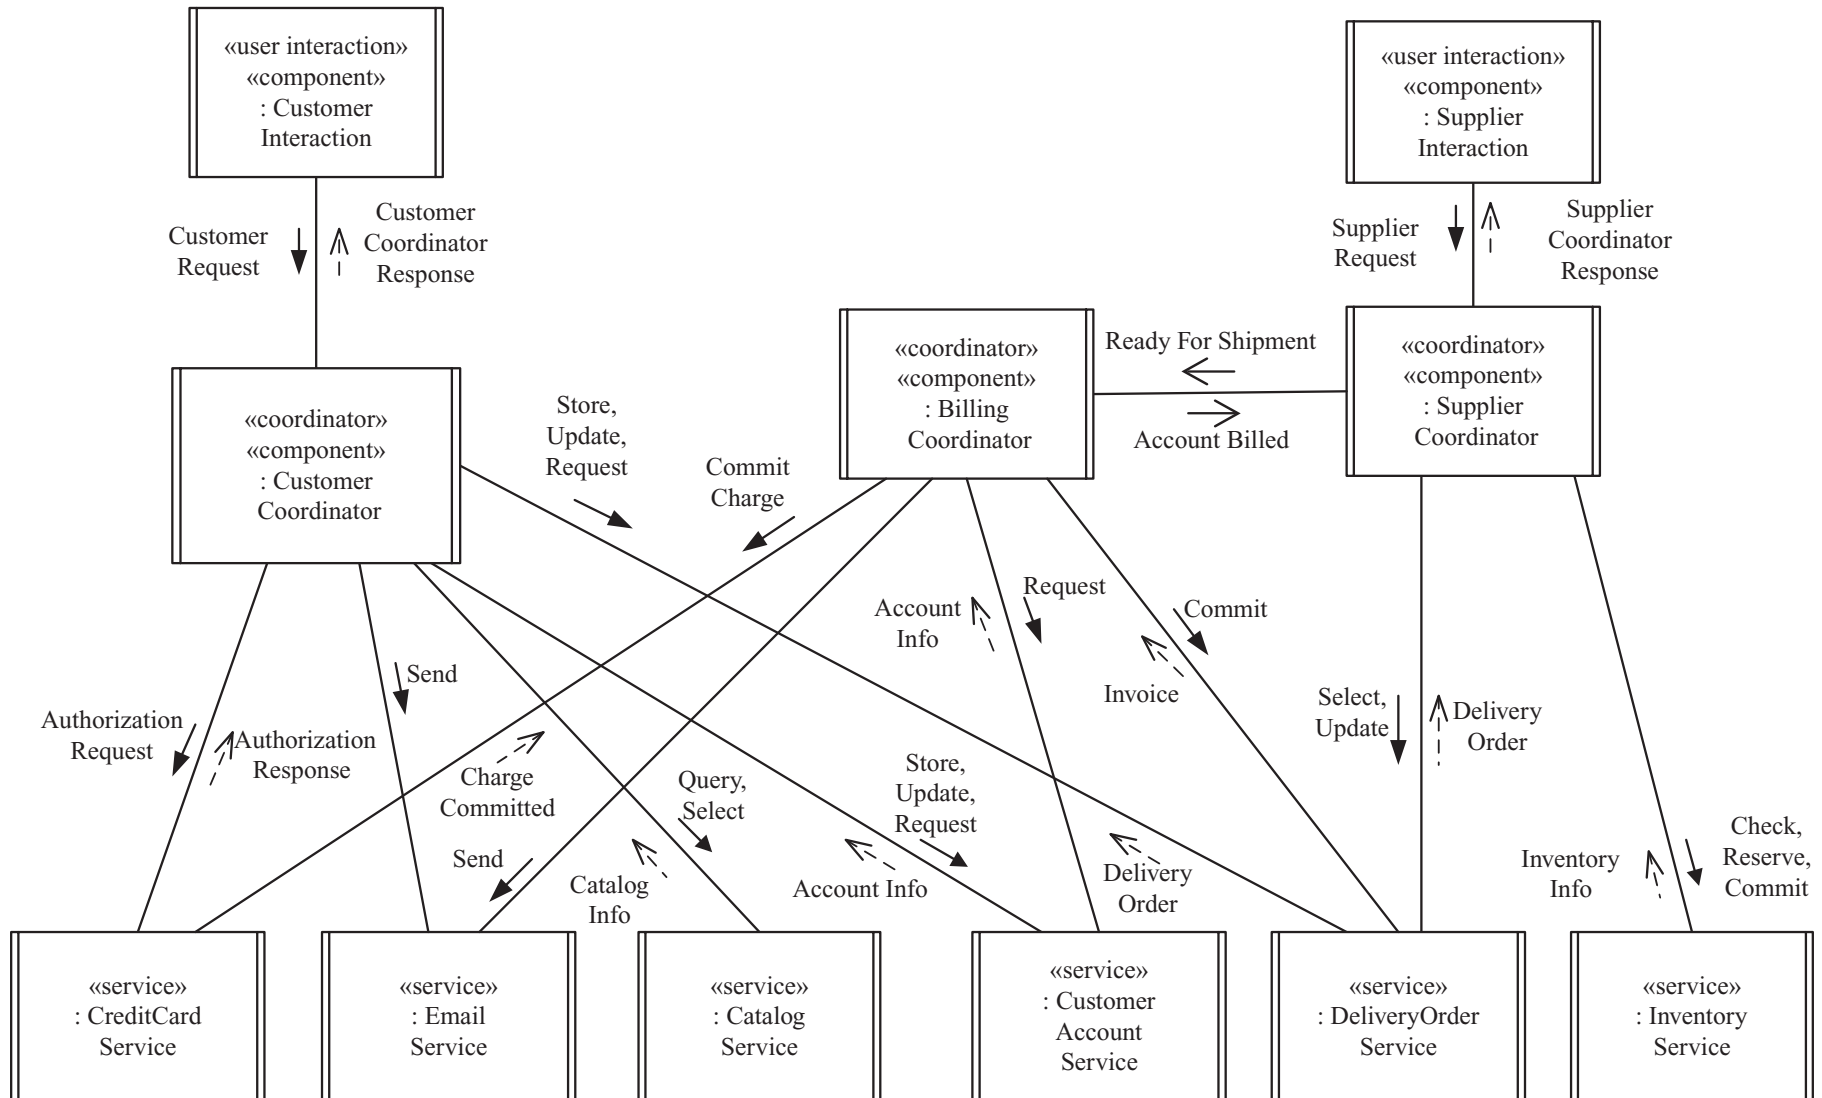 «user interaction»
«component»
: Customer
Interaction
«user interaction»
«component»
: Supplier
Interaction
Customer
Request
Customer
Coordinator
Response
Supplier
Request
Supplier
Coordinator
Response
«coordinator»
«component»
: Customer
Coordinator
«coordinator»
«component»
: Billing
Coordinator
Ready For Shipment
Account Billed
«coordinator»
«component»
: Supplier
Coordinator
Store,
Update,
Request
Commit
Charge
Account
Info
Request
Commit
Invoice
Send
Authorization
Request
Authorization
Response
Charge
Committed
Query,
Select
Store,
Update,
Request
Select,
Update
Delivery
Order
Send
Catalog
Info
Account Info
Delivery
Order
Inventory
Info
Check,
Reserve,
Commit
«service»
: CreditCard
Service
«service»
: Email
Service
«service»
: Catalog
Service
«service»
: Customer
Account
Service
«service»
: DeliveryOrder
Service
«service»
: Inventory
Service